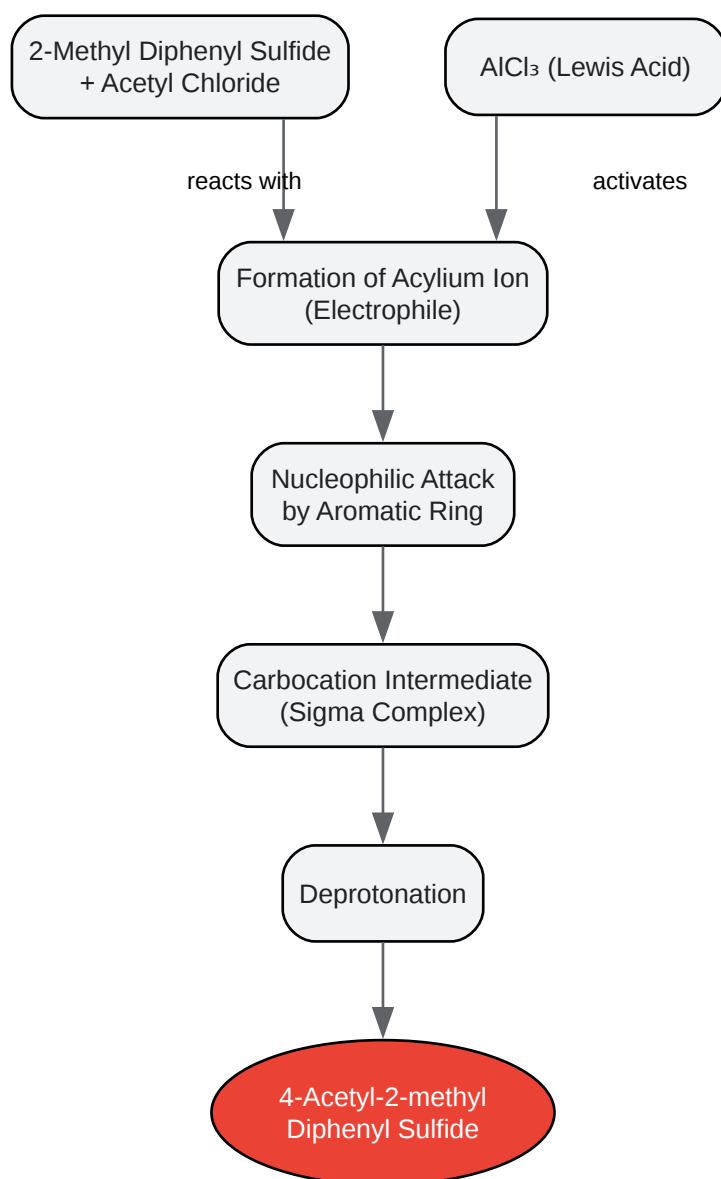 2-Methyl Diphenyl Sulfide
+ Acetyl Chloride
AlCl₃ (Lewis Acid)
reacts with
activates
Formation of Acylium Ion
(Electrophile)
Nucleophilic Attack
by Aromatic Ring
Carbocation Intermediate
(Sigma Complex)
Deprotonation
4-Acetyl-2-methyl
Diphenyl Sulfide